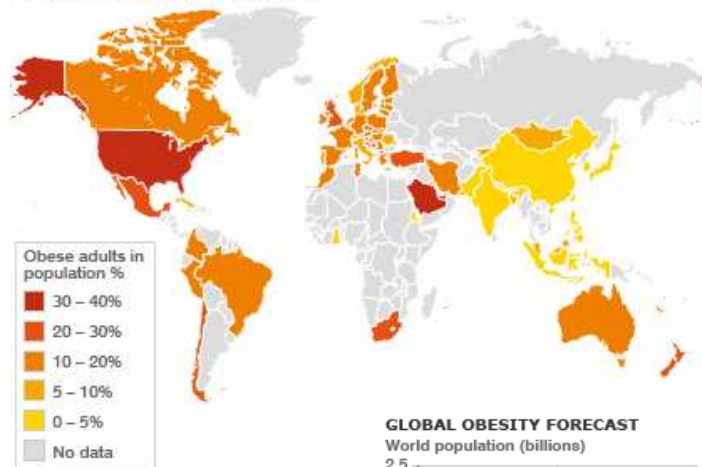 Obese adults in
population %
30 – 40%
20 – 30%
10 – 20%
5 – 10%
0 – 5%
No data
GLOBAL OBESITY FORECAST
World population (billions)
2.5